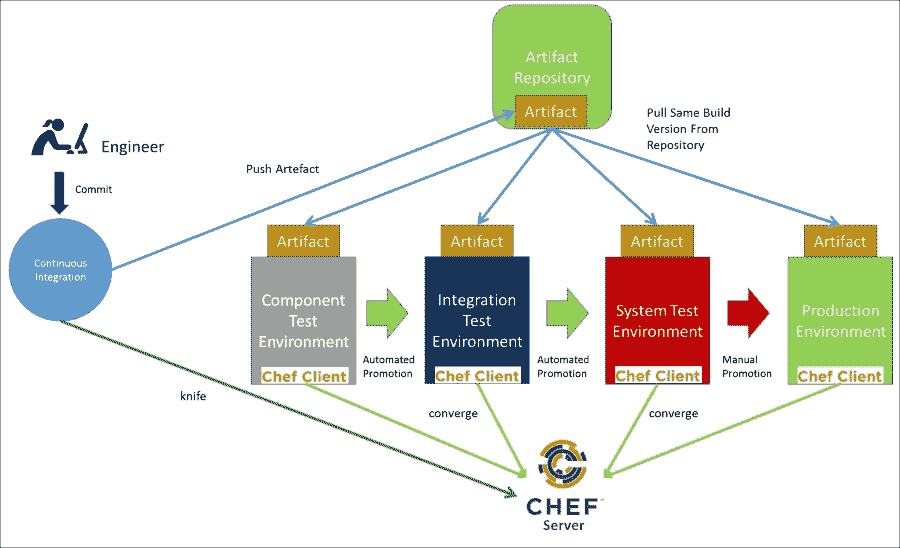 Artifact
Repository
Artifact
Pull Same Build
Version From
Repository
Engineer
Push Artefact
Commit
Continuous
Integration
Artifact
Artifact
Artifact
Artifact
Component
Test
Environment
Integration
Test
Environment
System Test
Environment
Production
Environment
Automated
Promotion
Automated
Promotion
Manual
Promotion
Chef Client
Chef Client
Chef Client
Chef Client
knife
converge
converge
CHEF™
Server